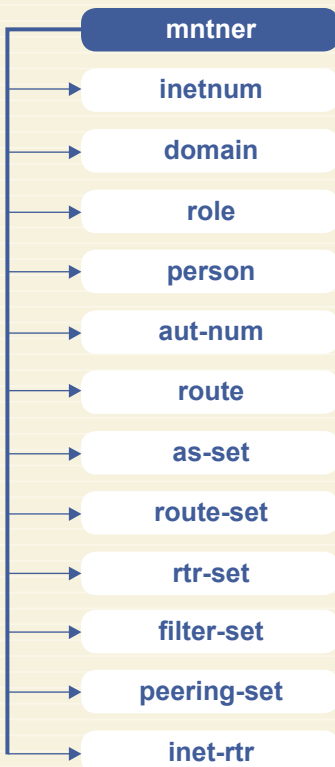 mntner
inetnum
domain
role
person
aut-num
route
as-set
route-set
rtr-set
filter-set
peering-set
inet-rtr